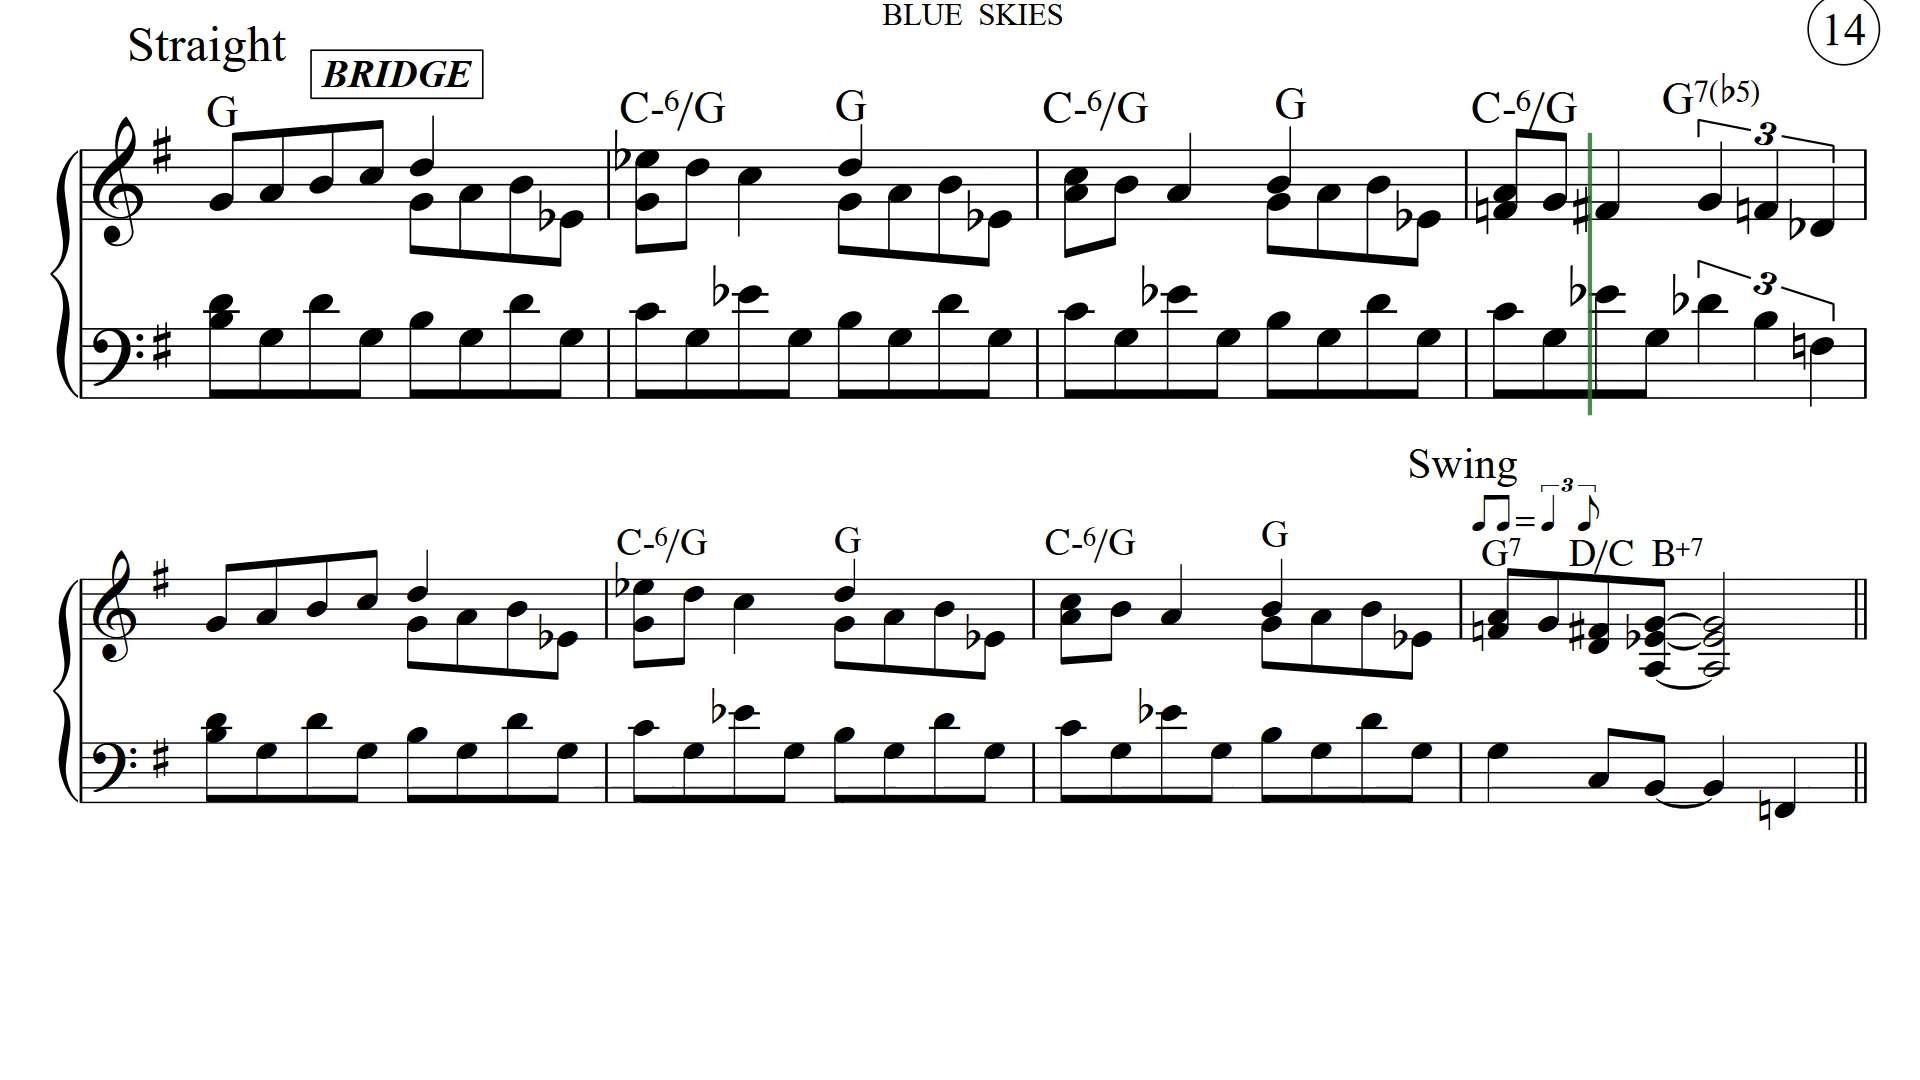 BLUE SKIES
14
Straight
BRIDGE
G C-6/G G C-6/G G C-6/G G7(♭5)
3
3
Swing
3
=
C-6/G G C-6/G G G7 D/C B+7